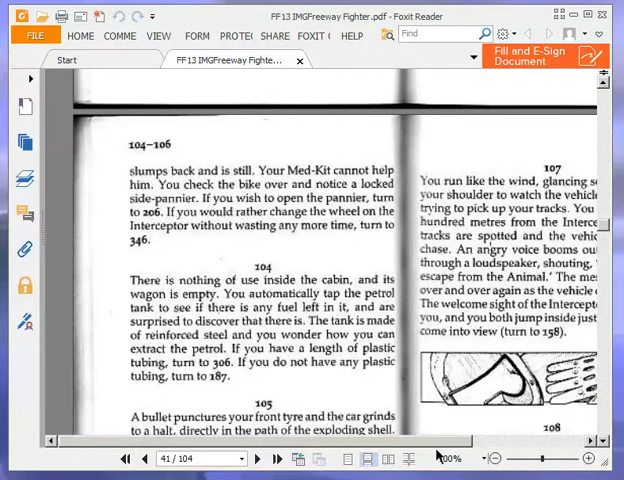 FF13 IMGFreeway Fighter.pdf - Foxit Reader
FILE HOME COMME VIEW FORM PROTE SHARE FOXIT C HELP Find
Fill and E-Sign
Document
Start FF13 IMGFreeway Fighte...
104–106
slumps back and is still. Your Med-Kit cannot help
him. You check the bike over and notice a locked
side-pannier. If you wish to open the pannier, turn
to 206. If you would rather change the wheel on the
Interceptor without wasting any more time, turn to
346.
104
There is nothing of use inside the cabin, and its
wagon is empty. You automatically tap the petrol
tank to see if there is any fuel left in it, and are
surprised to discover that there is. The tank is made
of reinforced steel and you wonder how you can
extract the petrol. If you have a length of plastic
tubing, turn to 306. If you do not have any plastic
tubing, turn to 187.
105
A bullet punctures your front tyre and the car grinds
to a halt, directly in the path of the exploding shell.
107
You run like the wind, glancing
your shoulder to watch the vehicle
trying to pick up your tracks. You
hundred metres from the Interc
tracks are spotted and the vehic
chase. An angry voice booms ou
through a loudspeaker, shouting,
escape from the Animal.' The me
over and over again as the vehicle
The welcome sight of the Intercept
you, and you both jump inside just
come into view (turn to 158).
108
41 / 104